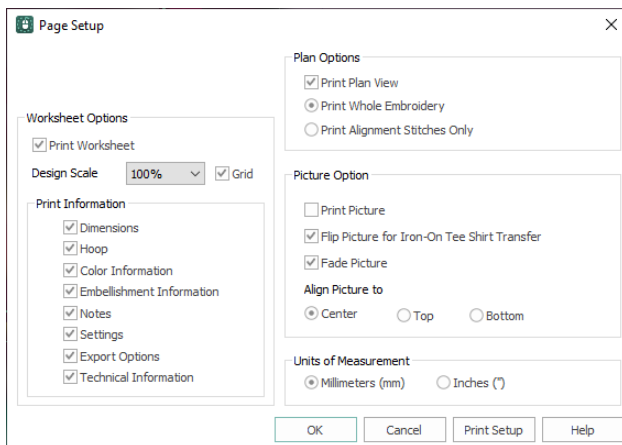 Page Setup
Worksheet Options
Print Worksheet
Design Scale 100% Grid
Print Information
Dimensions
Hoop
Color Information
Embellishment Information
Notes
Settings
Export Options
Technical Information
Plan Options
Print Plan View
Print Whole Embroidery
Print Alignment Stitches Only
Picture Option
Print Picture
Flip Picture for Iron-On Tee Shirt Transfer
Fade Picture
Align Picture to
Center Top Bottom
Units of Measurement
Millimeters (mm) Inches (")
OK Cancel Print Setup Help